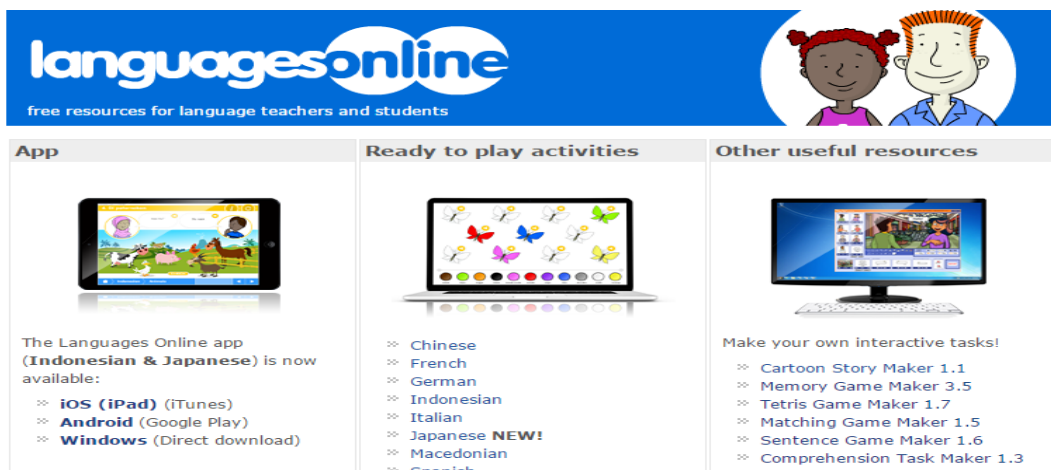 languagesonline
free resources for language teachers and students
App
The Languages Online app
(Indonesian & Japanese) is now
available:
iOS (iPad) (iTunes)
Android (Google Play)
Windows (Direct download)
Ready to play activities
Chinese
French
German
Indonesian
Italian
Japanese NEW!
Macedonian
Other useful resources
Make your own interactive tasks!
Cartoon Story Maker 1.1
Memory Game Maker 3.5
Tetris Game Maker 1.7
Matching Game Maker 1.5
Sentence Game Maker 1.6
Comprehension Task Maker 1.3